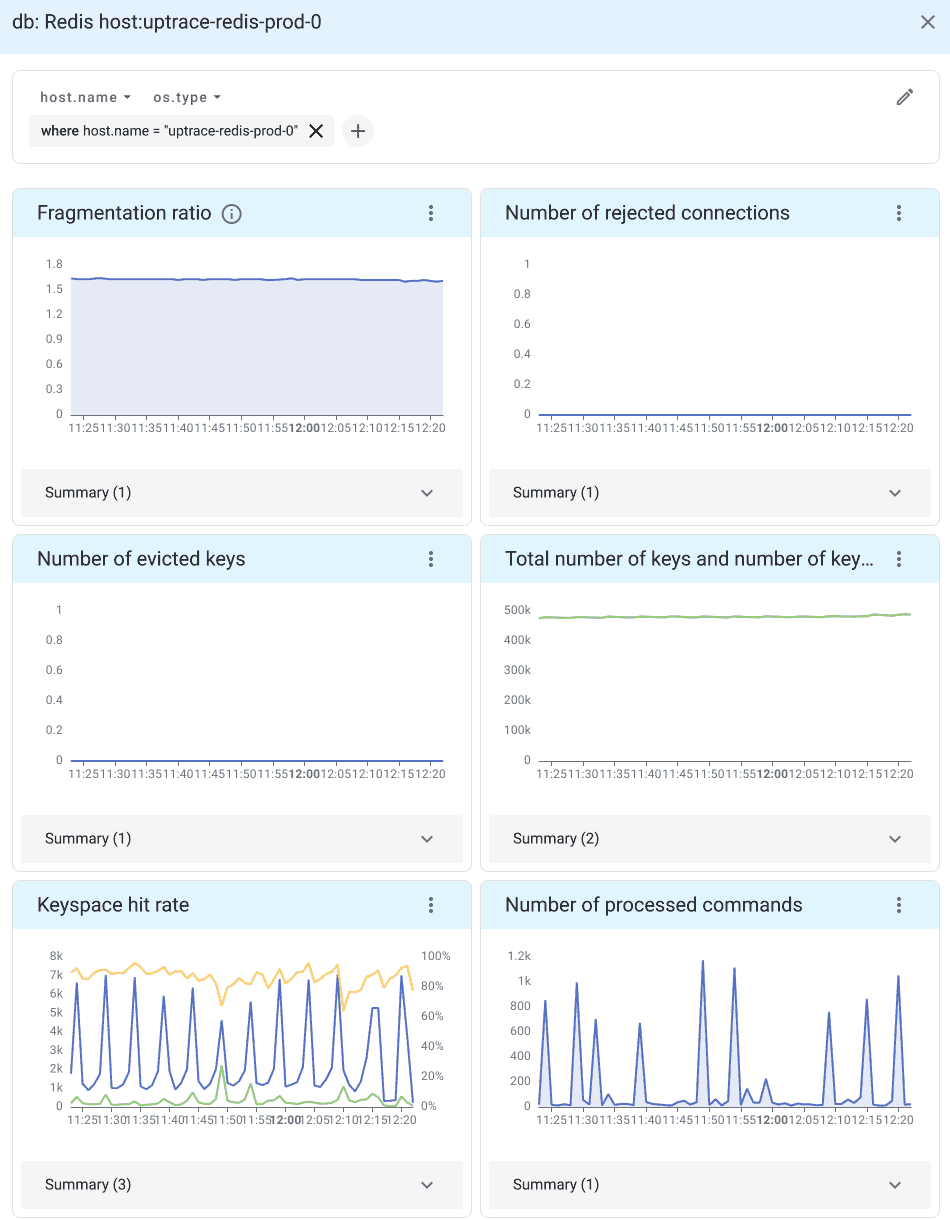 db: Redis host:uptrace-redis-prod-0
host.name os.type
where host.name = "uptrace-redis-prod-0"
Fragmentation ratio
1.8
1.5
1.2
0.9
0.6
0.3
0
11:25 11:30 11:35 11:40 11:45 11:50 11:55 12:00 12:05 12:10 12:15 12:20
Summary (1)
Number of rejected connections
1
0.8
0.6
0.4
0.2
0
11:25 11:30 11:35 11:40 11:45 11:50 11:55 12:00 12:05 12:10 12:15 12:20
Summary (1)
Number of evicted keys
1
0.8
0.6
0.4
0.2
0
11:25 11:30 11:35 11:40 11:45 11:50 11:55 12:00 12:05 12:10 12:15 12:20
Summary (1)
Total number of keys and number of key...
500k
400k
300k
200k
100k
0
11:25 11:30 11:35 11:40 11:45 11:50 11:55 12:00 12:05 12:10 12:15 12:20
Summary (2)
Keyspace hit rate
8k 100%
7k
6k 80%
5k 60%
4k
3k 40%
2k 20%
1k
0 0%
11:25 11:30 11:35 11:40 11:45 11:50 11:55 12:00 12:05 12:10 12:15 12:20
Summary (3)
Number of processed commands
1.2k
1k
800
600
400
200
0
11:25 11:30 11:35 11:40 11:45 11:50 11:55 12:00 12:05 12:10 12:15 12:20
Summary (1)